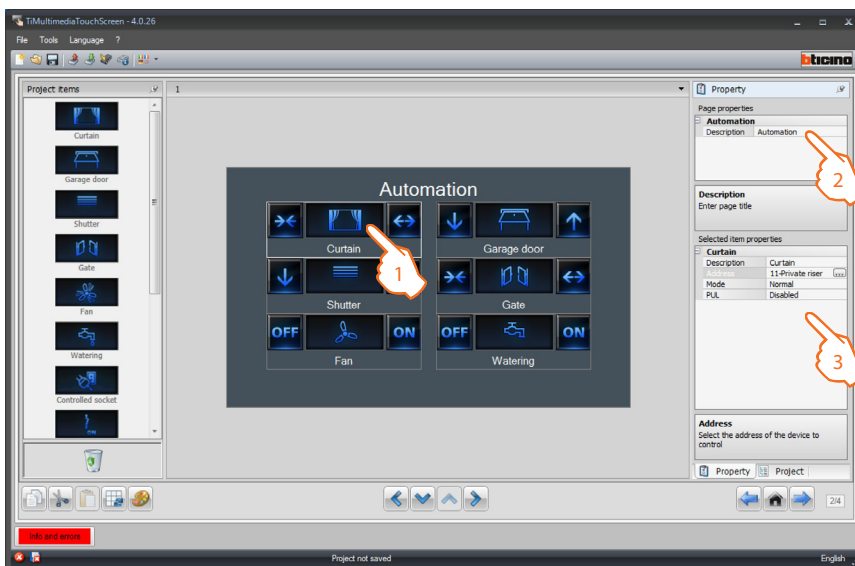 TiMultimediaTouchScreen - 4.0.26
File Tools Language ?
bticino
Project items
1
Property
Curtain
Garage door
Shutter
Gate
Fan
Watering
Controlled socket
ON
Automation
Curtain
Garage door
Shutter
Gate
OFF
ON
OFF
ON
Fan
Watering
1
Page properties
Automation
Description Automation
2
Description
Enter page title
Selected item properties
Curtain
Description Curtain
Address 11-Private riser ...
Mode Normal
PUL Disabled
3
Address
Select the address of the device to
control
Property Project
2/4
Info and errors
Project not saved
English